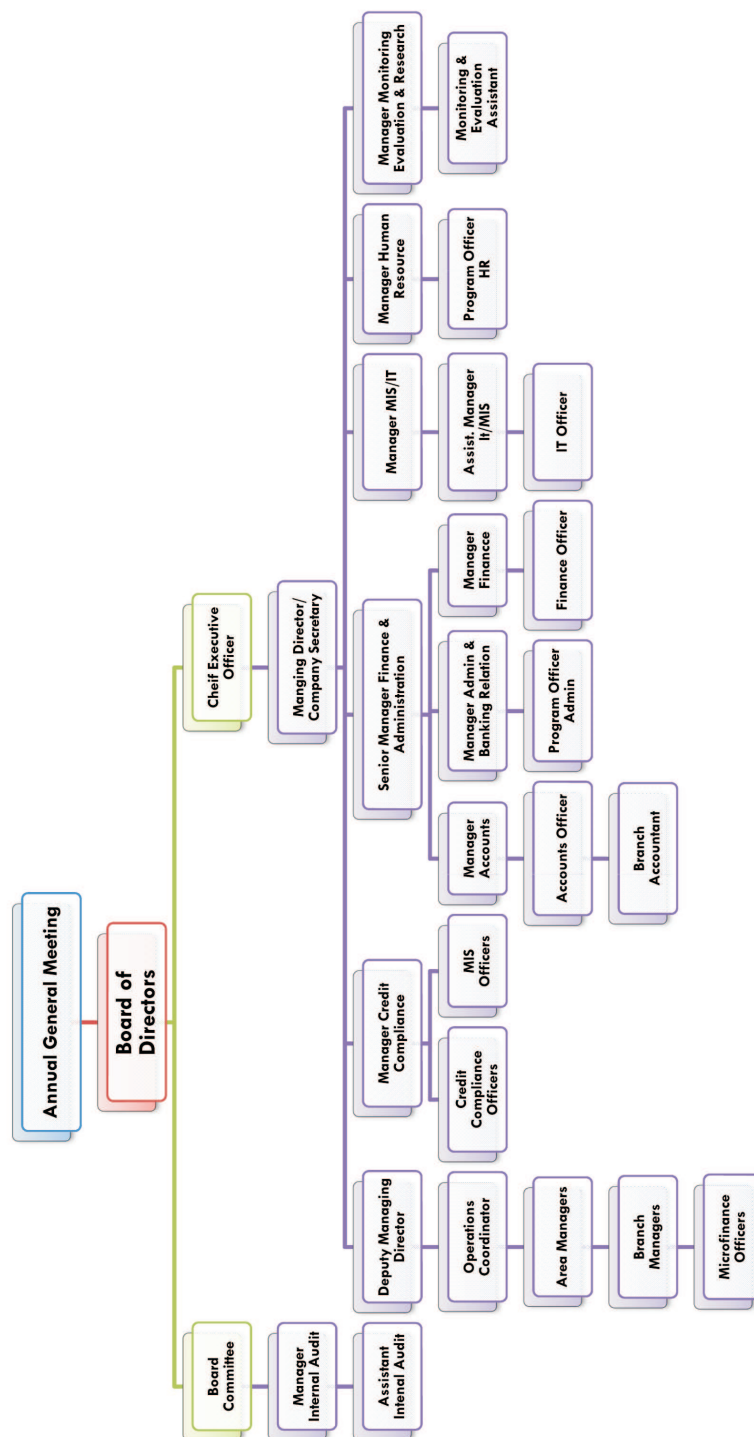 Annual General Meeting
Board of
Directors
Board
Committee
Cheif Executive
Officer
Manager
Internal Audit
Manging Director/
Company Secretary
Assistant
Intenal Audit
Deputy Managing
Director
Manager Credit
Compliance
Senior Manager Finance &
Administration
Manager MIS/IT
Manager Human
Resource
Manager Monitoring
Evaluation & Research
Operations
Coordinator
Credit
Compliance
Officers
MIS
Officers
Manager
Accounts
Manager Admin &
Banking Relation
Manager
Financce
Assist. Manager
It/MIS
Program Officer
HR
Monitoring &
Evaluation
Assistant
Area Managers
Accounts Officer
Program Officer
Admin
Finance Officer
IT Officer
Branch
Managers
Branch
Accountant
Microfinance
Officers